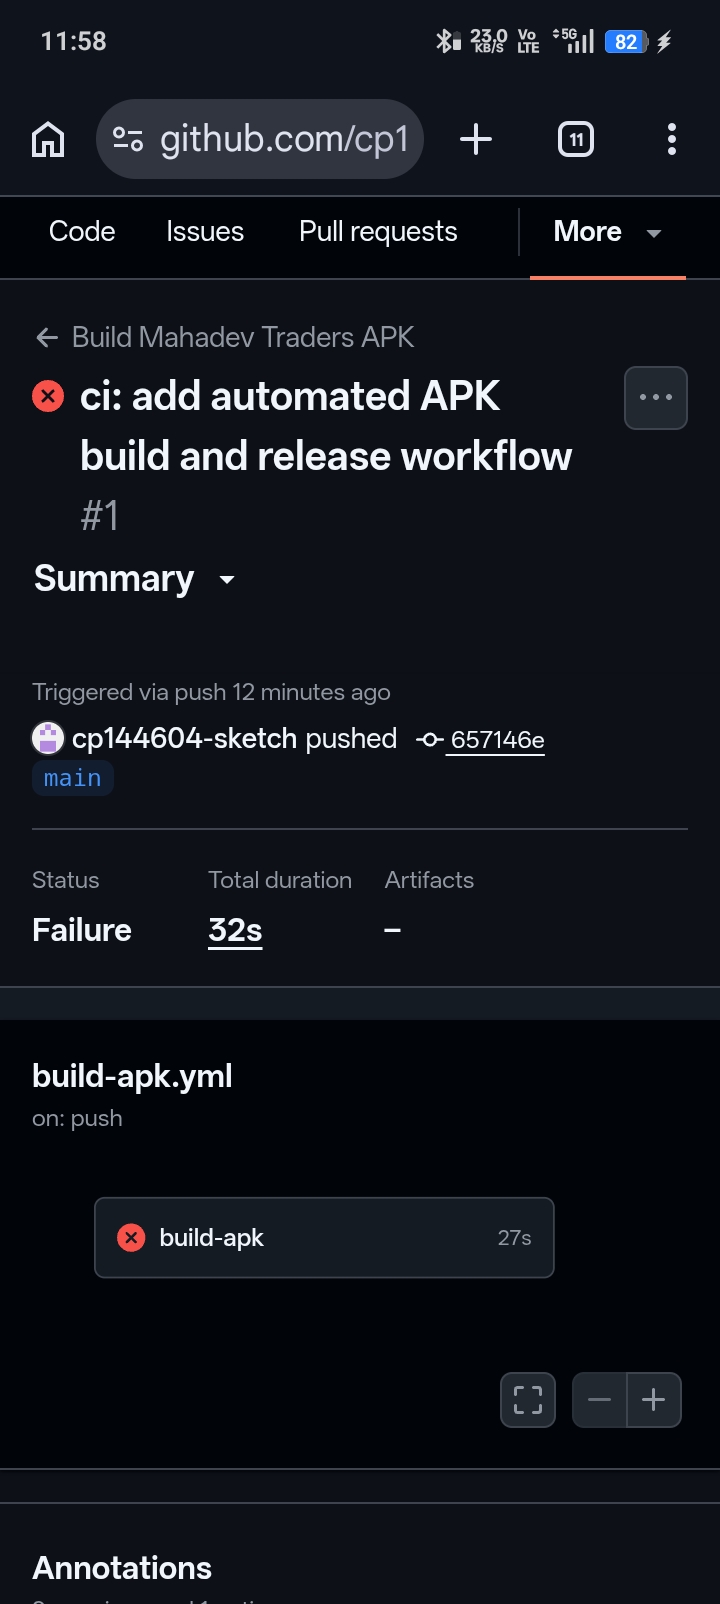 11:58
23.0 KB/S Vo LTE 5G 82
github.com/cp1
11
Code Issues Pull requests More
Build Mahadev Traders APK
ci: add automated APK
build and release workflow
#1
Summary
Triggered via push 12 minutes ago
cp144604-sketch pushed 657146e
main
Status Total duration Artifacts
Failure 32s –
build-apk.yml
on: push
build-apk 27s
Annotations